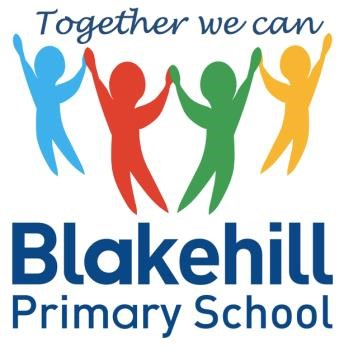 Together we can
Blakehill
Primary School